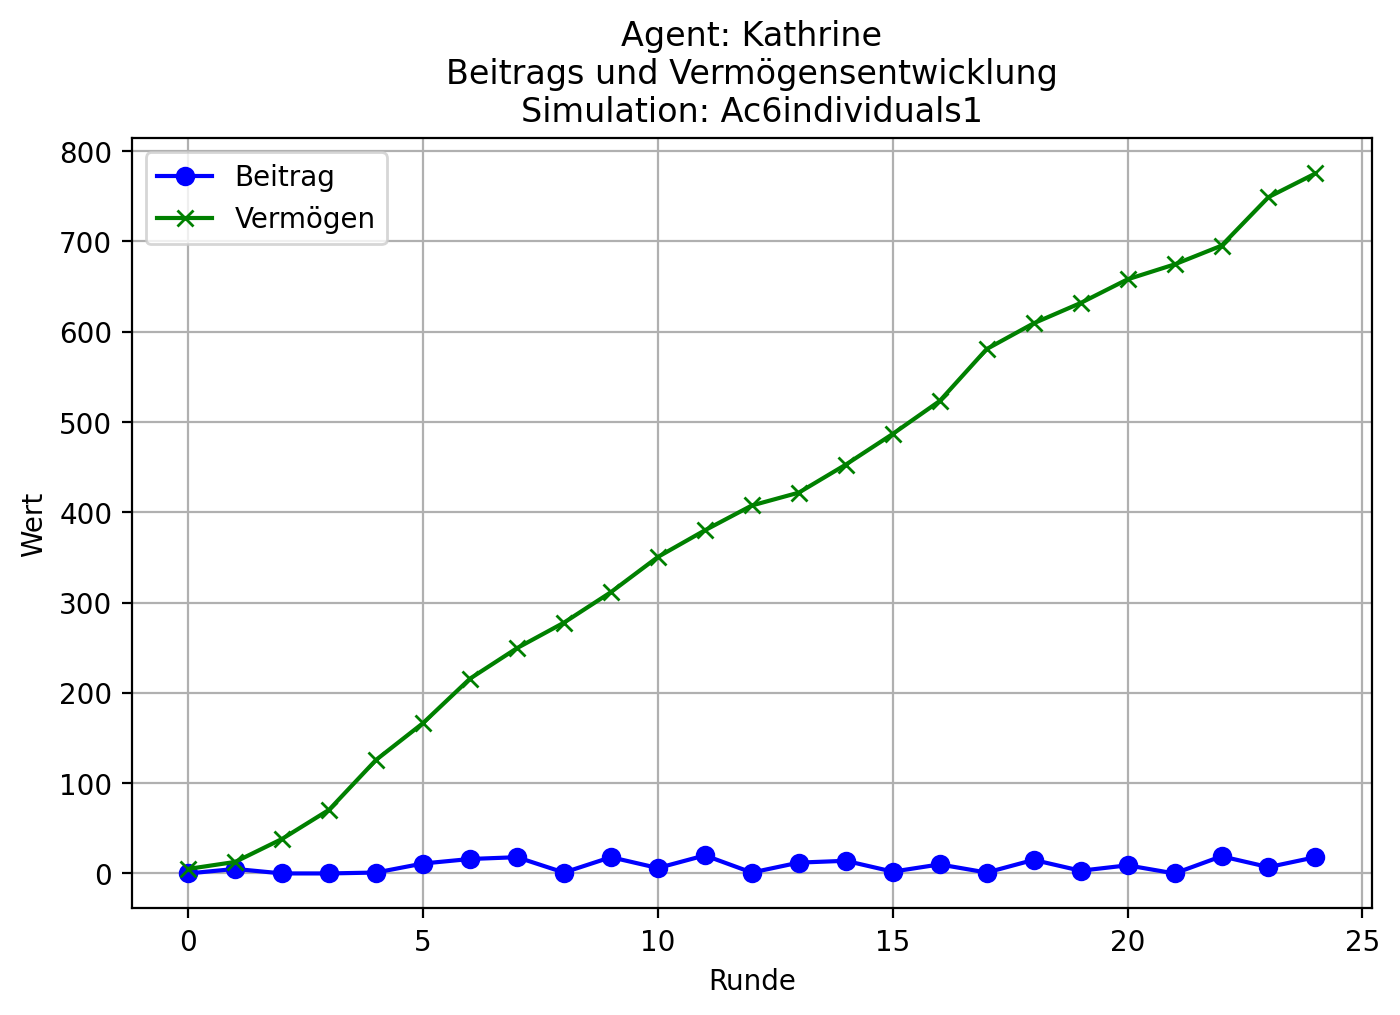 Agent: Kathrine
Beitrags und Vermögensentwicklung
Simulation: Ac6individuals1
Beitrag
Vermögen
Wert
800
700
600
500
400
300
200
100
0
0 5 10 15 20 25
Runde